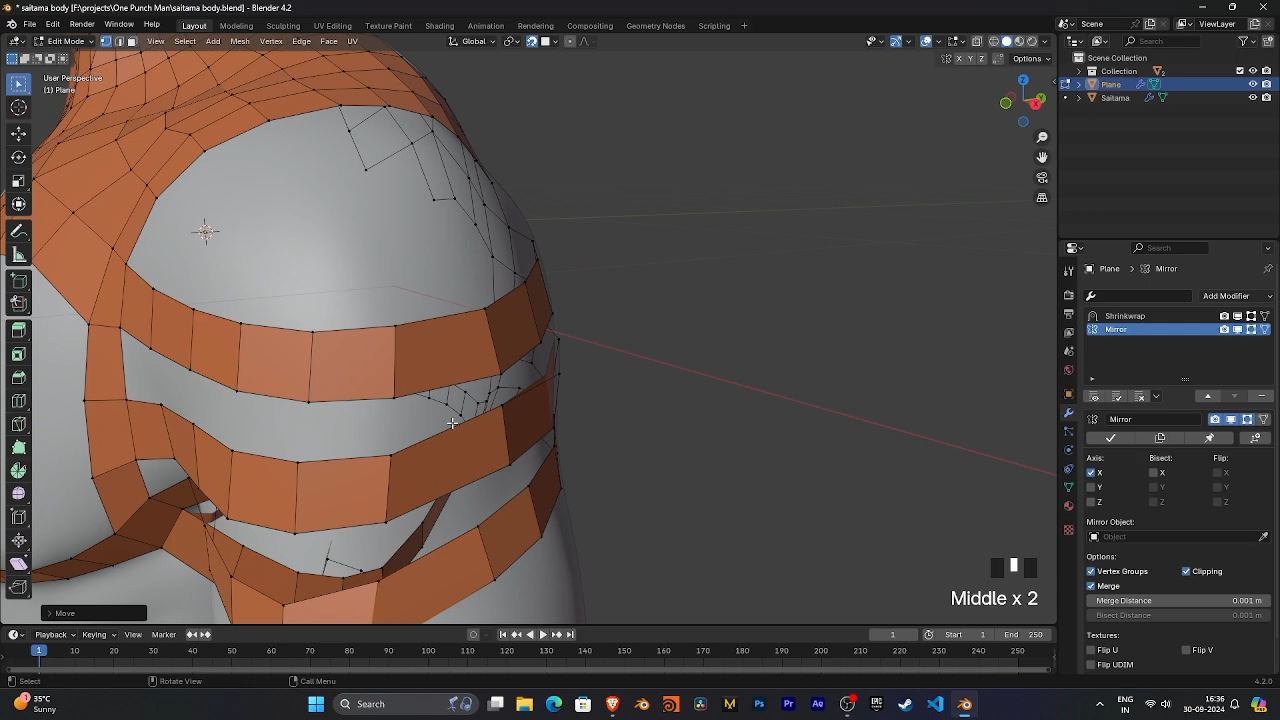 * saitama body [F:\projects\One Punch Man\saitama body.blend] - Blender 4.2
File Edit Render Window Help Layout Modeling Sculpting UV Editing Texture Paint Shading Animation Rendering Compositing Geometry Nodes Scripting + Scene ViewLayer
Edit Mode View Select Add Mesh Vertex Edge Face UV Global
X Y Z Options
User Perspective
(1) Plane
Z
Y
X
Middle x 2
> Move
Search
Scene Collection
Collection 2
Plane
Saitama
Search
Plane > Mirror
Add Modifier
Shrinkwrap
Mirror
Mirror
Axis: Bisect: Flip:
X X X
Y Y Y
Z Z Z
Mirror Object:
Object
Options:
Vertex Groups Clipping
Merge
Merge Distance 0.001 m
Bisect Distance 0.001 m
Textures:
Flip U Flip V
Flip UDIM
Playback Keying View Marker 1 Start 1 End 250
1 10 20 30 40 50 60 70 80 90 100 110 120 130 140 150 160 170 180 190 200 210 220 230 240 250
Select Rotate View Call Menu 4.2.0
35°C
Sunny
Search
ENG
IN
16:36
30-09-2024